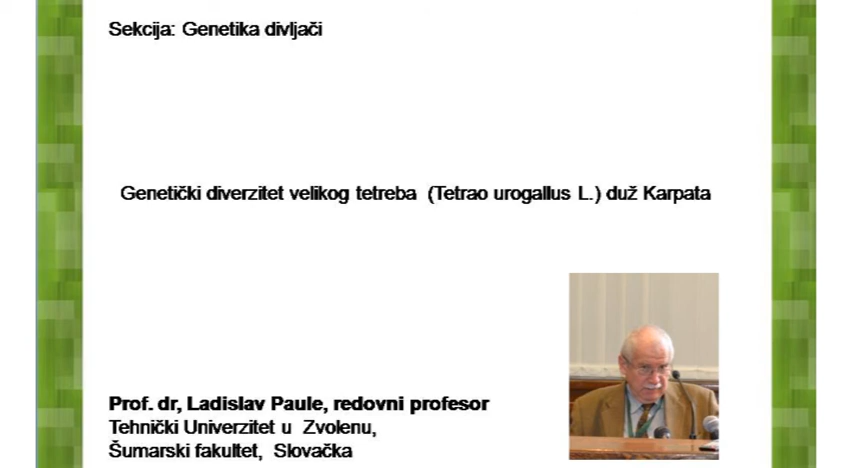 Sekcija: Genetika divljači
Genetički diverzitet velikog tetreba (Tetrao urogallus L.) duž Karpata
Prof. dr, Ladislav Paule, redovni profesor
Tehnički Univerzitet u Zvolenu,
Šumarski fakultet, Slovačka